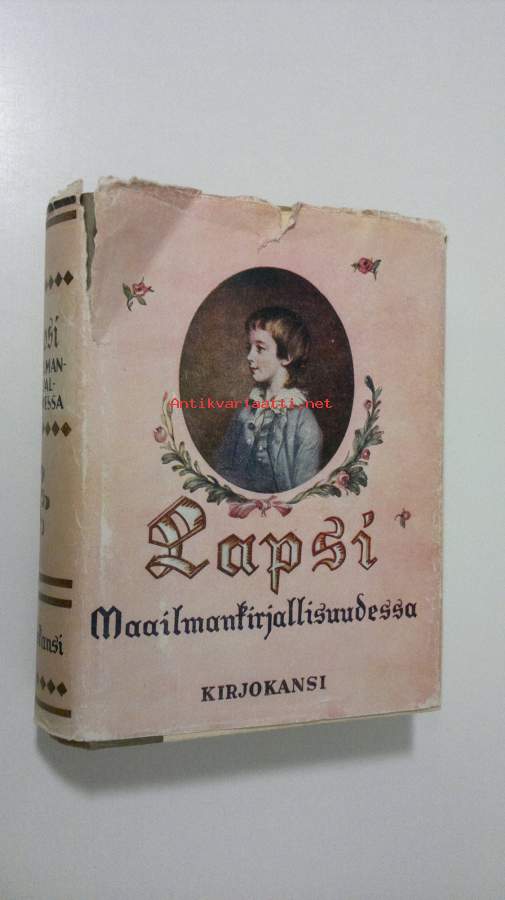 Antikvariaatti.net
Lapsi
Maailmankirjallisuudessa
KIRJOKANSI